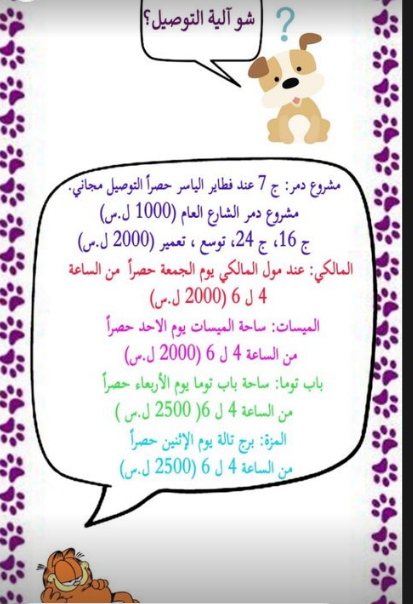 شو آلية التوصيل؟
?
مشروع دمر: ج 7 عند فطاير الياسر حصراً التوصيل مجاني.
مشروع دمر الشارع العام (1000 ل.س)
ج 16، ج 24، توسع ، تعمير (2000 ل.س)
المالكي: عند مول المالكي يوم الجمعة حصراً من الساعة
4 ل 6 (2000 ل.س)
الميسات: ساحة الميسات يوم الاحد حصراً
من الساعة 4 ل 6 (2000 ل.س)
باب توما: ساحة باب توما يوم الأربعاء حصراً
من الساعة 4 ل 6( 2500 ل.س )
المزة: برج تالة يوم الإثنين حصراً
من الساعة 4 ل 6 (2500 ل.س)